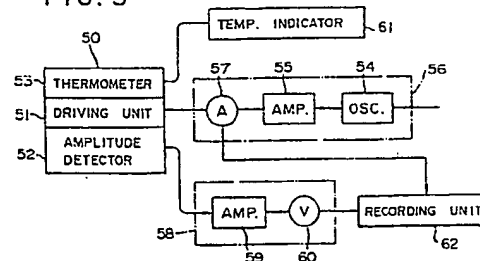 FIG. 5
50
TEMP. INDICATOR
61
53
THERMOMETER
57
55
54
56
51
DRIVING UNIT
A
AMP.
OSC.
52
AMPLITUDE
DETECTOR
AMP.
V
RECORDING UNIT
58
59
60
62